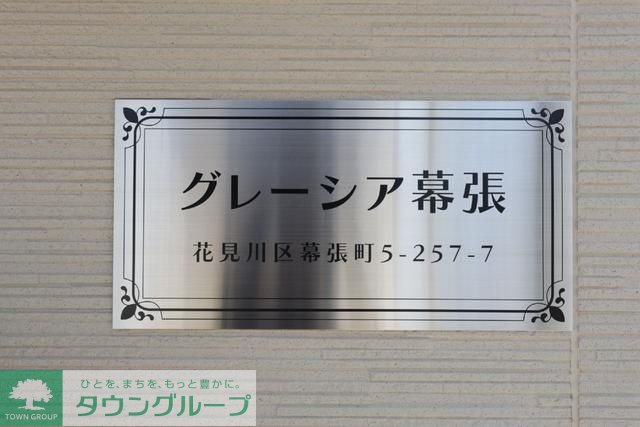 グレーシア幕張
花見川区幕張町5-257-7
ひとを、まちを、もっと豊かに。
TOWN GROUP
タウングループ